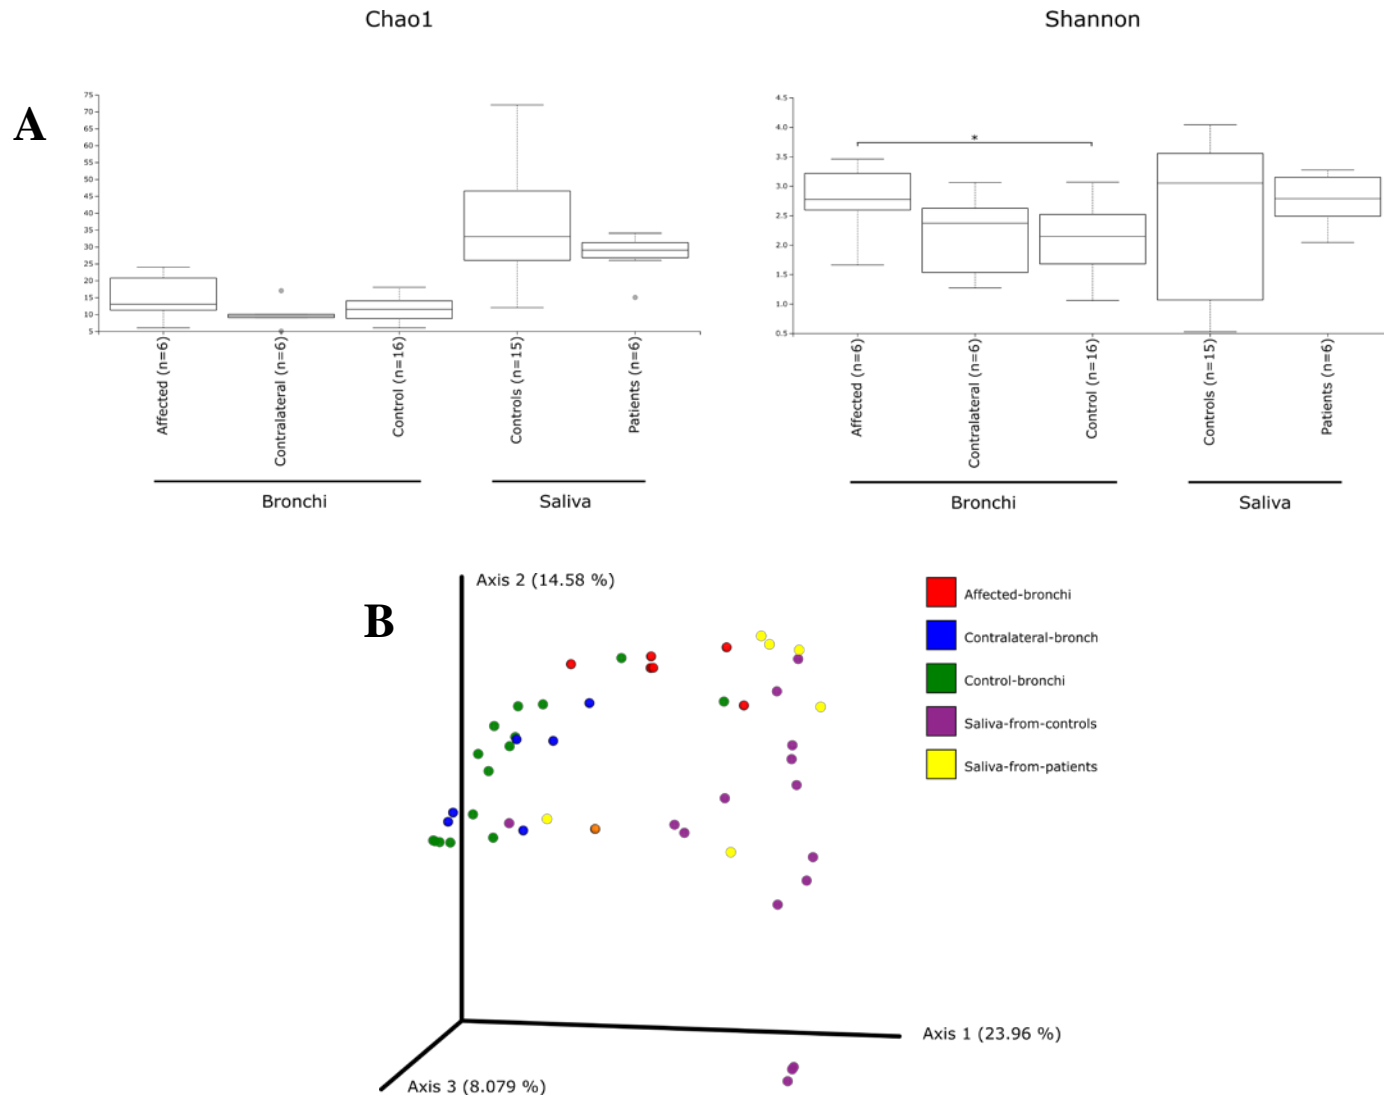 Chao1
Shannon
A
75
70
65
60
55
50
45
40
35
30
25
20
15
10
5
Affected (n=6)
Contralateral (n=6)
Control (n=16)
Controls (n=15)
Patients (n=6)
Bronchi
Saliva
4.5
4.0
3.5
3.0
2.5
2.0
1.5
1.0
0.5
*
Affected (n=6)
Contralateral (n=6)
Control (n=16)
Controls (n=15)
Patients (n=6)
Bronchi
Saliva
B
Axis 2 (14.58 %)
Axis 1 (23.96 %)
Axis 3 (8.079 %)
Affected-bronchi
Contralateral-bronch
Control-bronchi
Saliva-from-controls
Saliva-from-patients